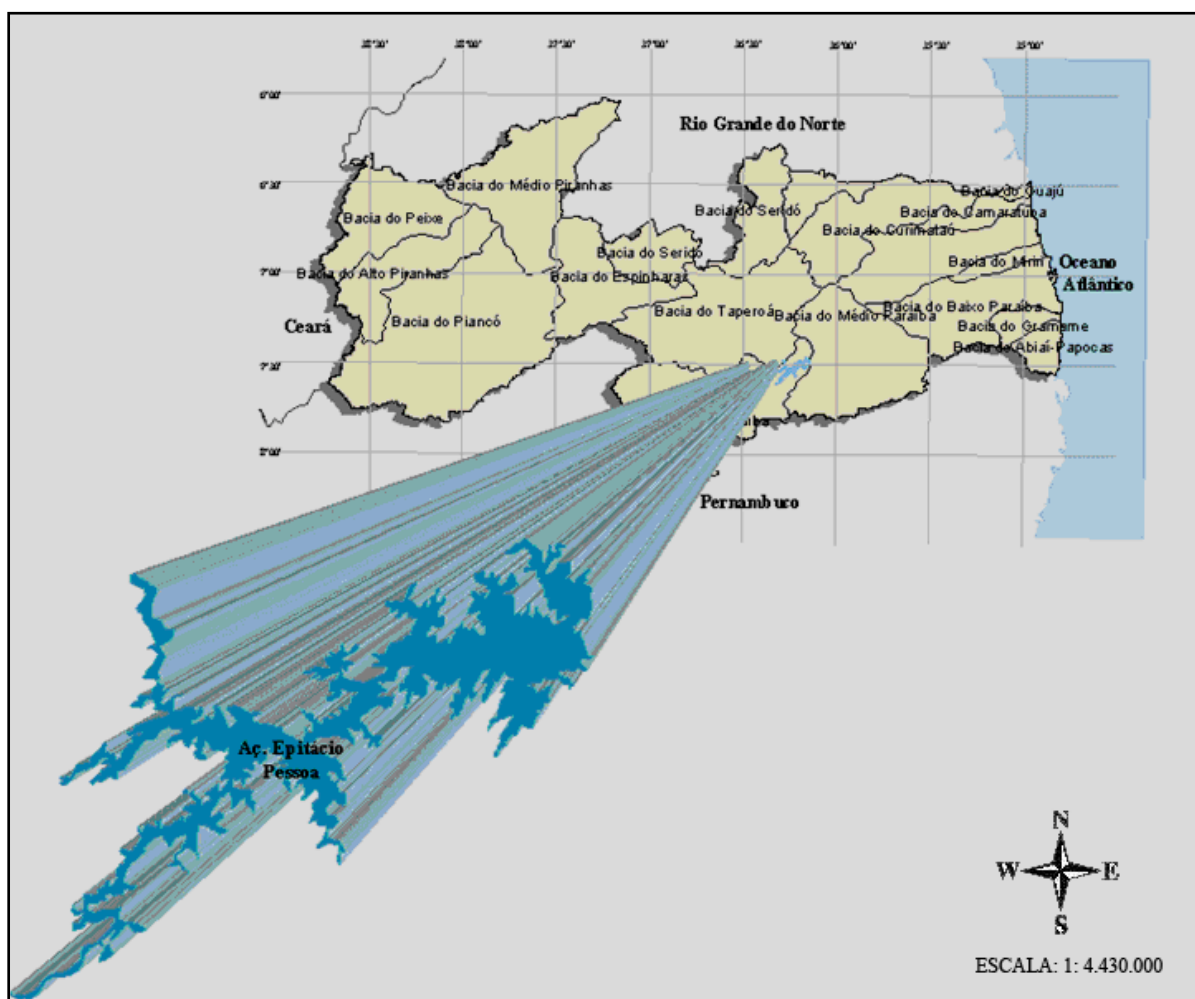 Rio Grande do Norte
Bacia do Médio Piranhas
Bacia do Guajú
Bacia do Peixe
Bacia do Seridó
Bacia do Camaratuba
Bacia do Curimataú
Bacia do Seridó
Bacia do Miriri
Oceano
Atlântico
Bacia do Alto Piranhas
Bacia do Espinharas
Bacia do Taperoá
Bacia do Médio Paraíba
Bacia do Baixo Paraíba
Ceará
Bacia do Piancó
Bacia do Gramame
Bacia do Abiaí-Papocas
Pernambuco
Aç. Epitácio
Pessoa
N
W
E
S
ESCALA: 1: 4.430.000